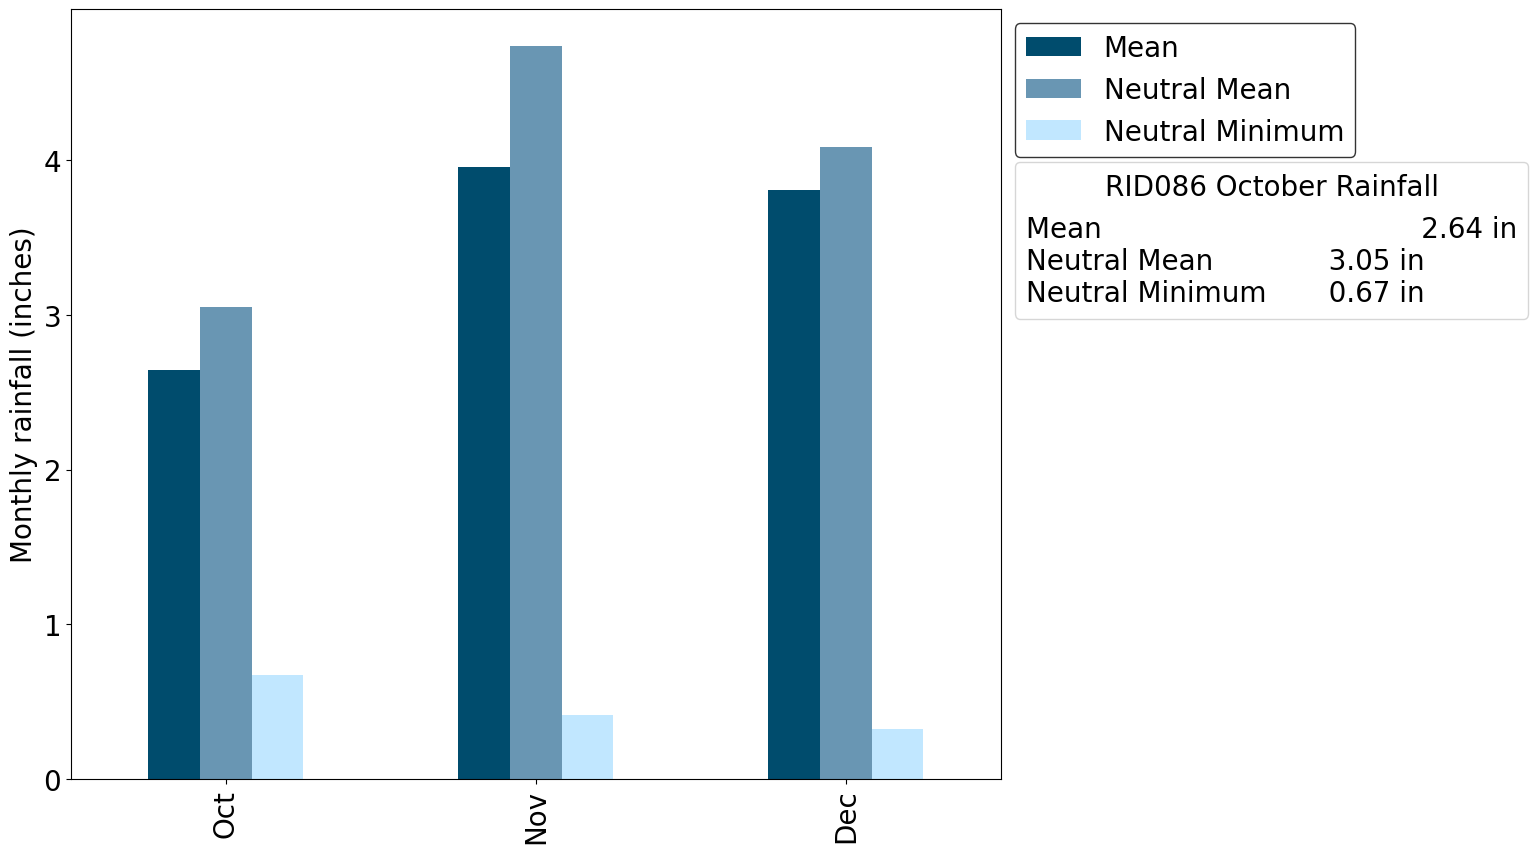 Mean
Neutral Mean
Neutral Minimum
RID086 October Rainfall
Mean 2.64 in
Neutral Mean 3.05 in
Neutral Minimum 0.67 in
Monthly rainfall (inches)
4
3
2
1
0
Oct
Nov
Dec